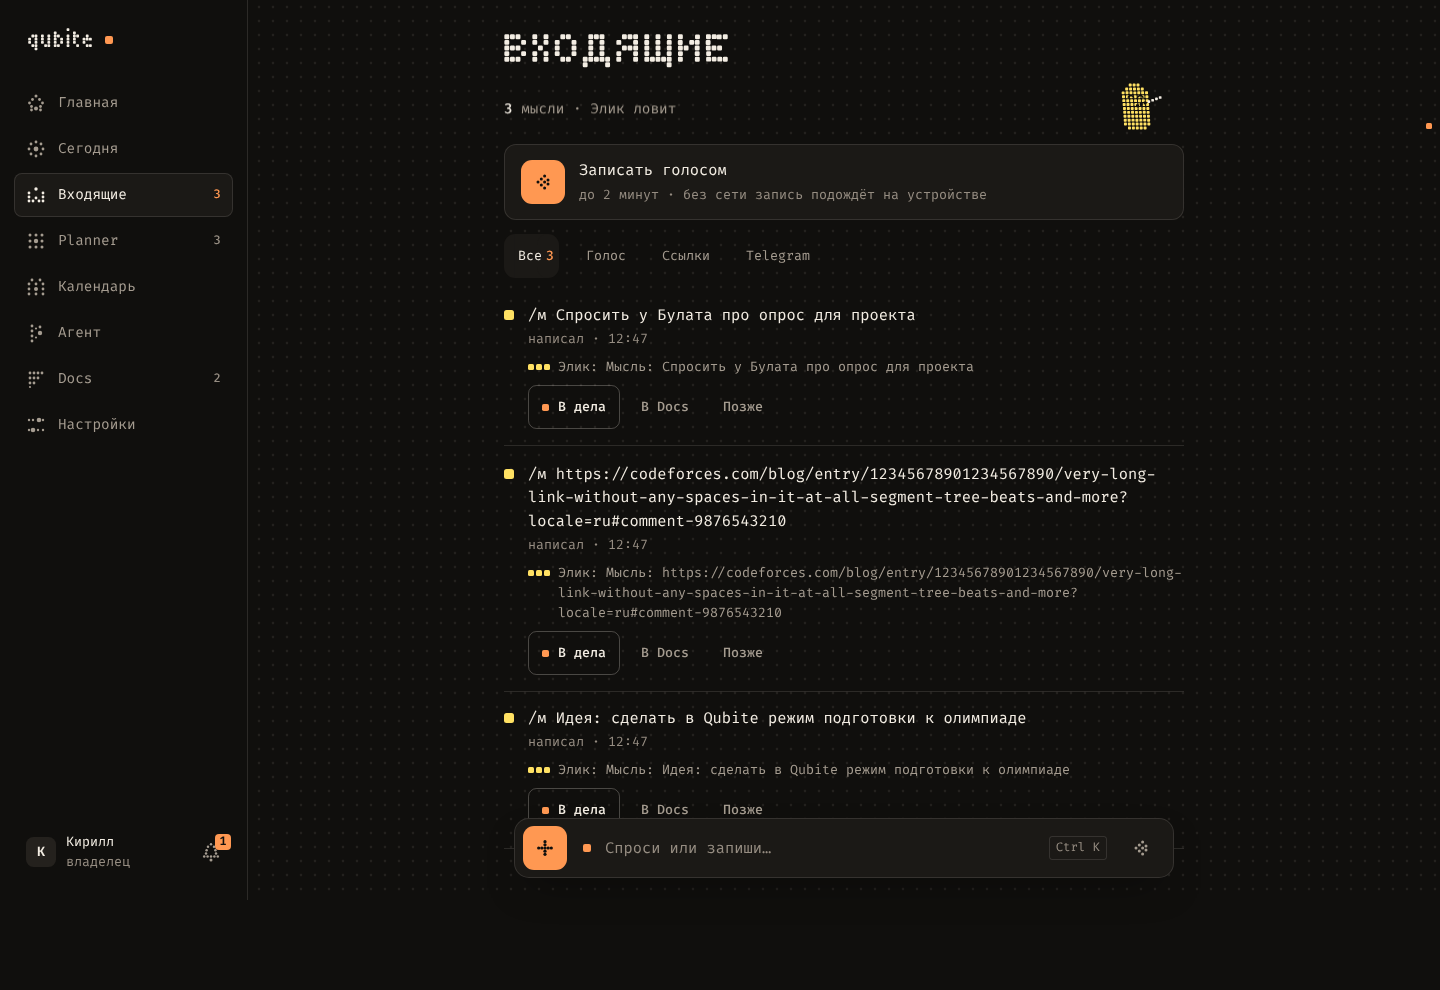 qubite
Главная
Сегодня
Входящие 3
Planner 3
Календарь
Агент
Docs 2
Настройки
К
Кирилл
владелец
1
ВХОДЯЩИЕ
3 мысли · Элик ловит
Записать голосом
до 2 минут · без сети запись подождёт на устройстве
Все 3 Голос Ссылки Telegram
/м Спросить у Булата про опрос для проекта
написал · 12:47
Элик: Мысль: Спросить у Булата про опрос для проекта
В дела В Docs Позже
/м https://codeforces.com/blog/entry/12345678901234567890/very-long-
link-without-any-spaces-in-it-at-all-segment-tree-beats-and-more?
locale=ru#comment-9876543210
написал · 12:47
Элик: Мысль: https://codeforces.com/blog/entry/12345678901234567890/very-long-
link-without-any-spaces-in-it-at-all-segment-tree-beats-and-more?
locale=ru#comment-9876543210
В дела В Docs Позже
/м Идея: сделать в Qubite режим подготовки к олимпиаде
написал · 12:47
Элик: Мысль: Идея: сделать в Qubite режим подготовки к олимпиаде
В дела В Docs Позже
Спроси или запиши… Ctrl K